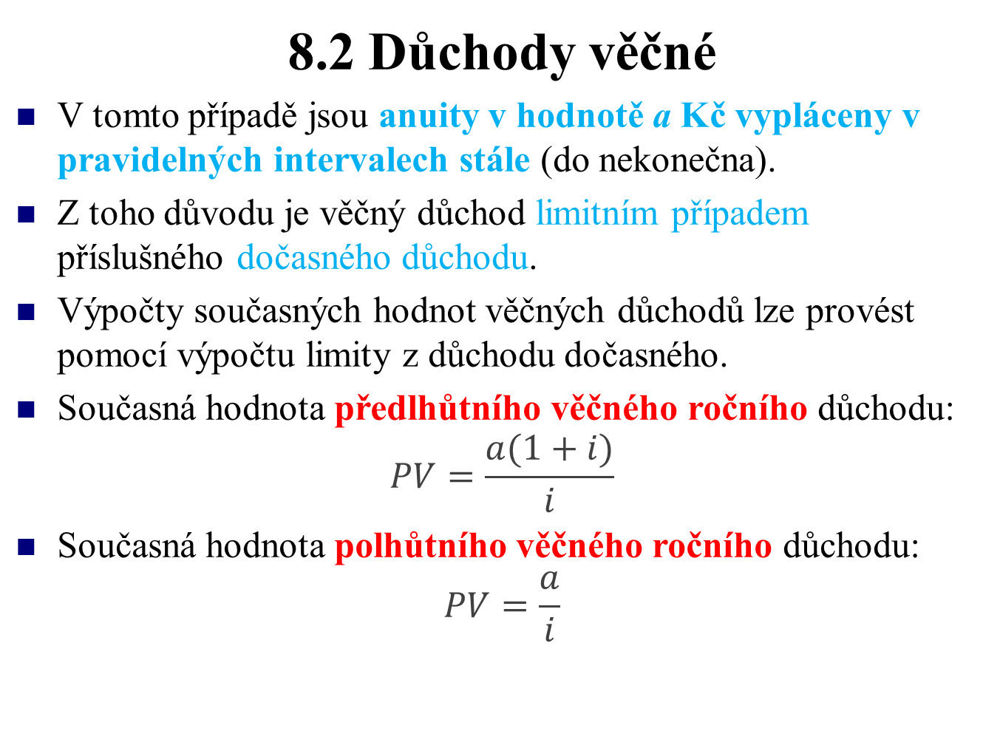 8.2 Důchody věčné
V tomto případě jsou anuity v hodnotě a Kč vypláceny v
pravidelných intervalech stále (do nekonečna).
Z toho důvodu je věčný důchod limitním případem
příslušného dočasného důchodu.
Výpočty současných hodnot věčných důchodů lze provést
pomocí výpočtu limity z důchodu dočasného.
Současná hodnota předlhůtního věčného ročního důchodu:
PV = a(1 + i) / i
Současná hodnota polhůtního věčného ročního důchodu:
PV = a / i